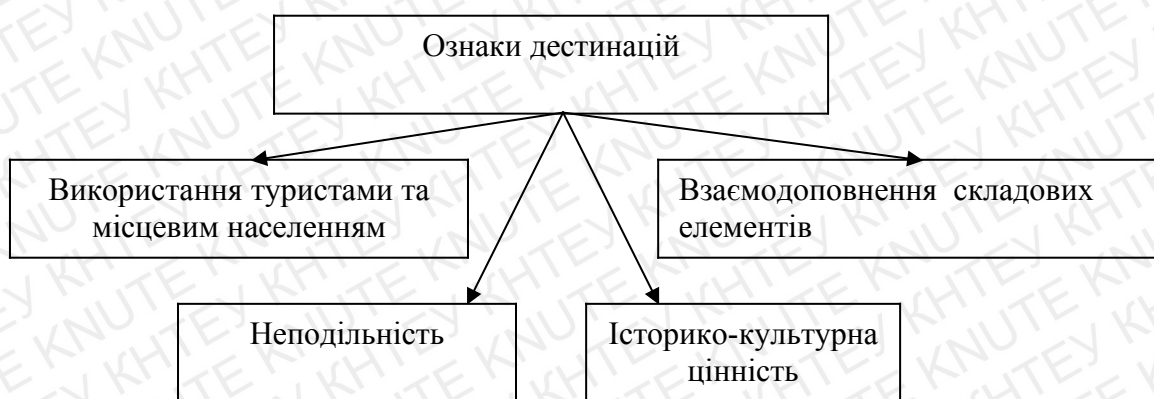 Ознаки дестинацій
Використання туристами та
місцевим населенням
Взаємодоповнення складових
елементів
Неподільність
Історико-культурна
цінність